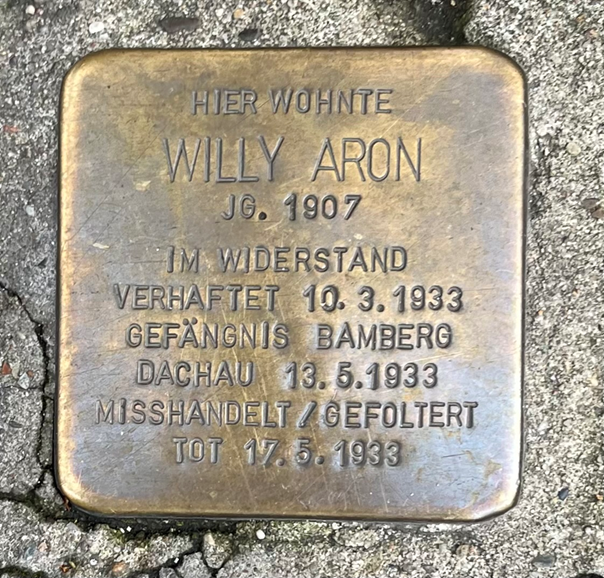 HIER WOHNTE
WILLY ARON
JG. 1907
IM WIDERSTAND
VERHAFTET 10.3.1933
GEFÄNGNIS BAMBERG
DACHAU 13.5.1933
MISSHANDELT/GEFOLTERT
TOT 17.5.1933